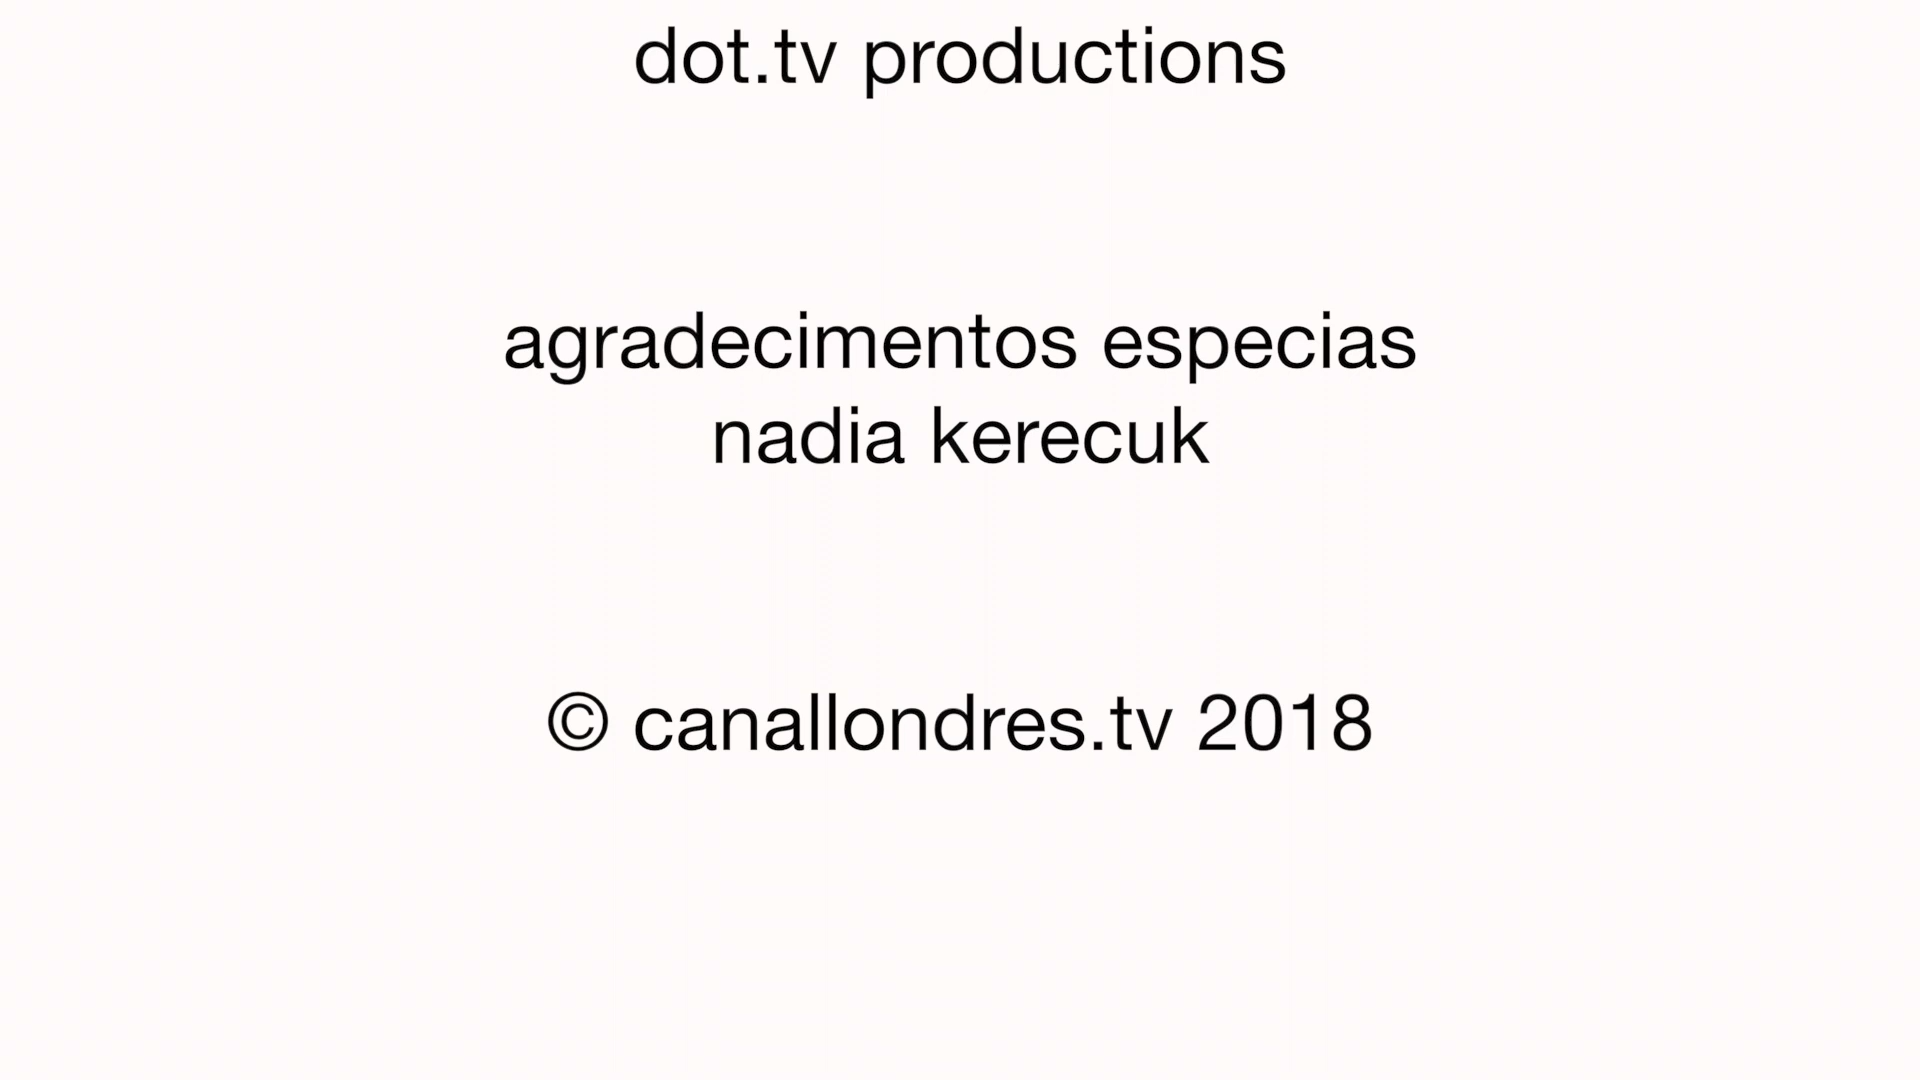 dot.tv productions
agradecimentos especias
nadia kerecuk
© canallondres.tv 2018